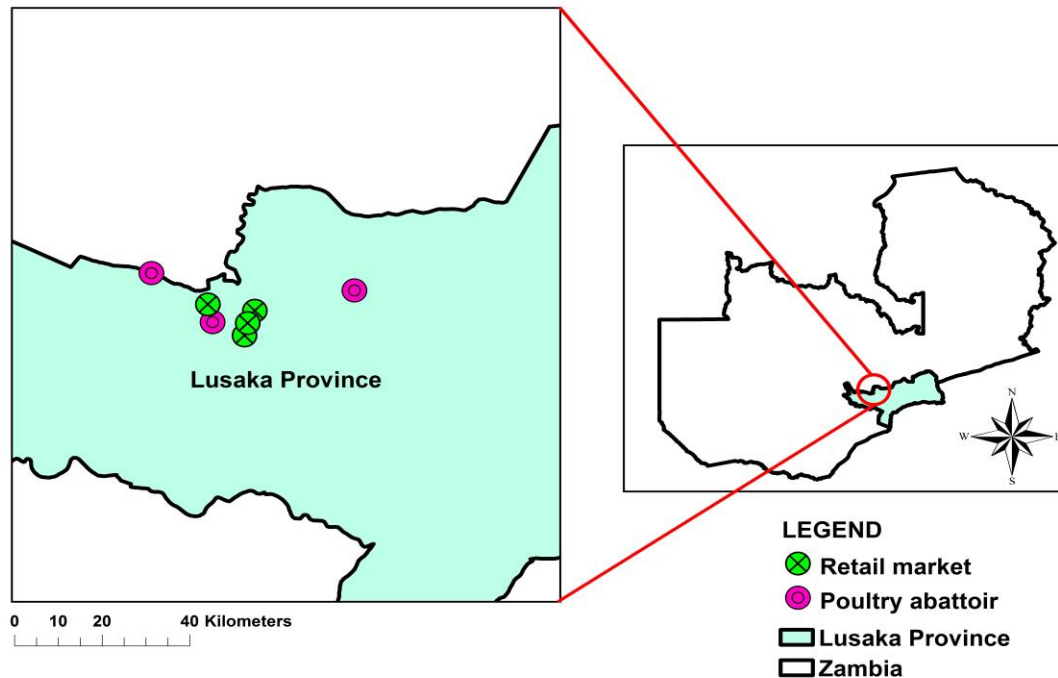 Lusaka Province
0 10 20 40 Kilometers
N
W E
S
LEGEND
Retail market
Poultry abattoir
Lusaka Province
Zambia